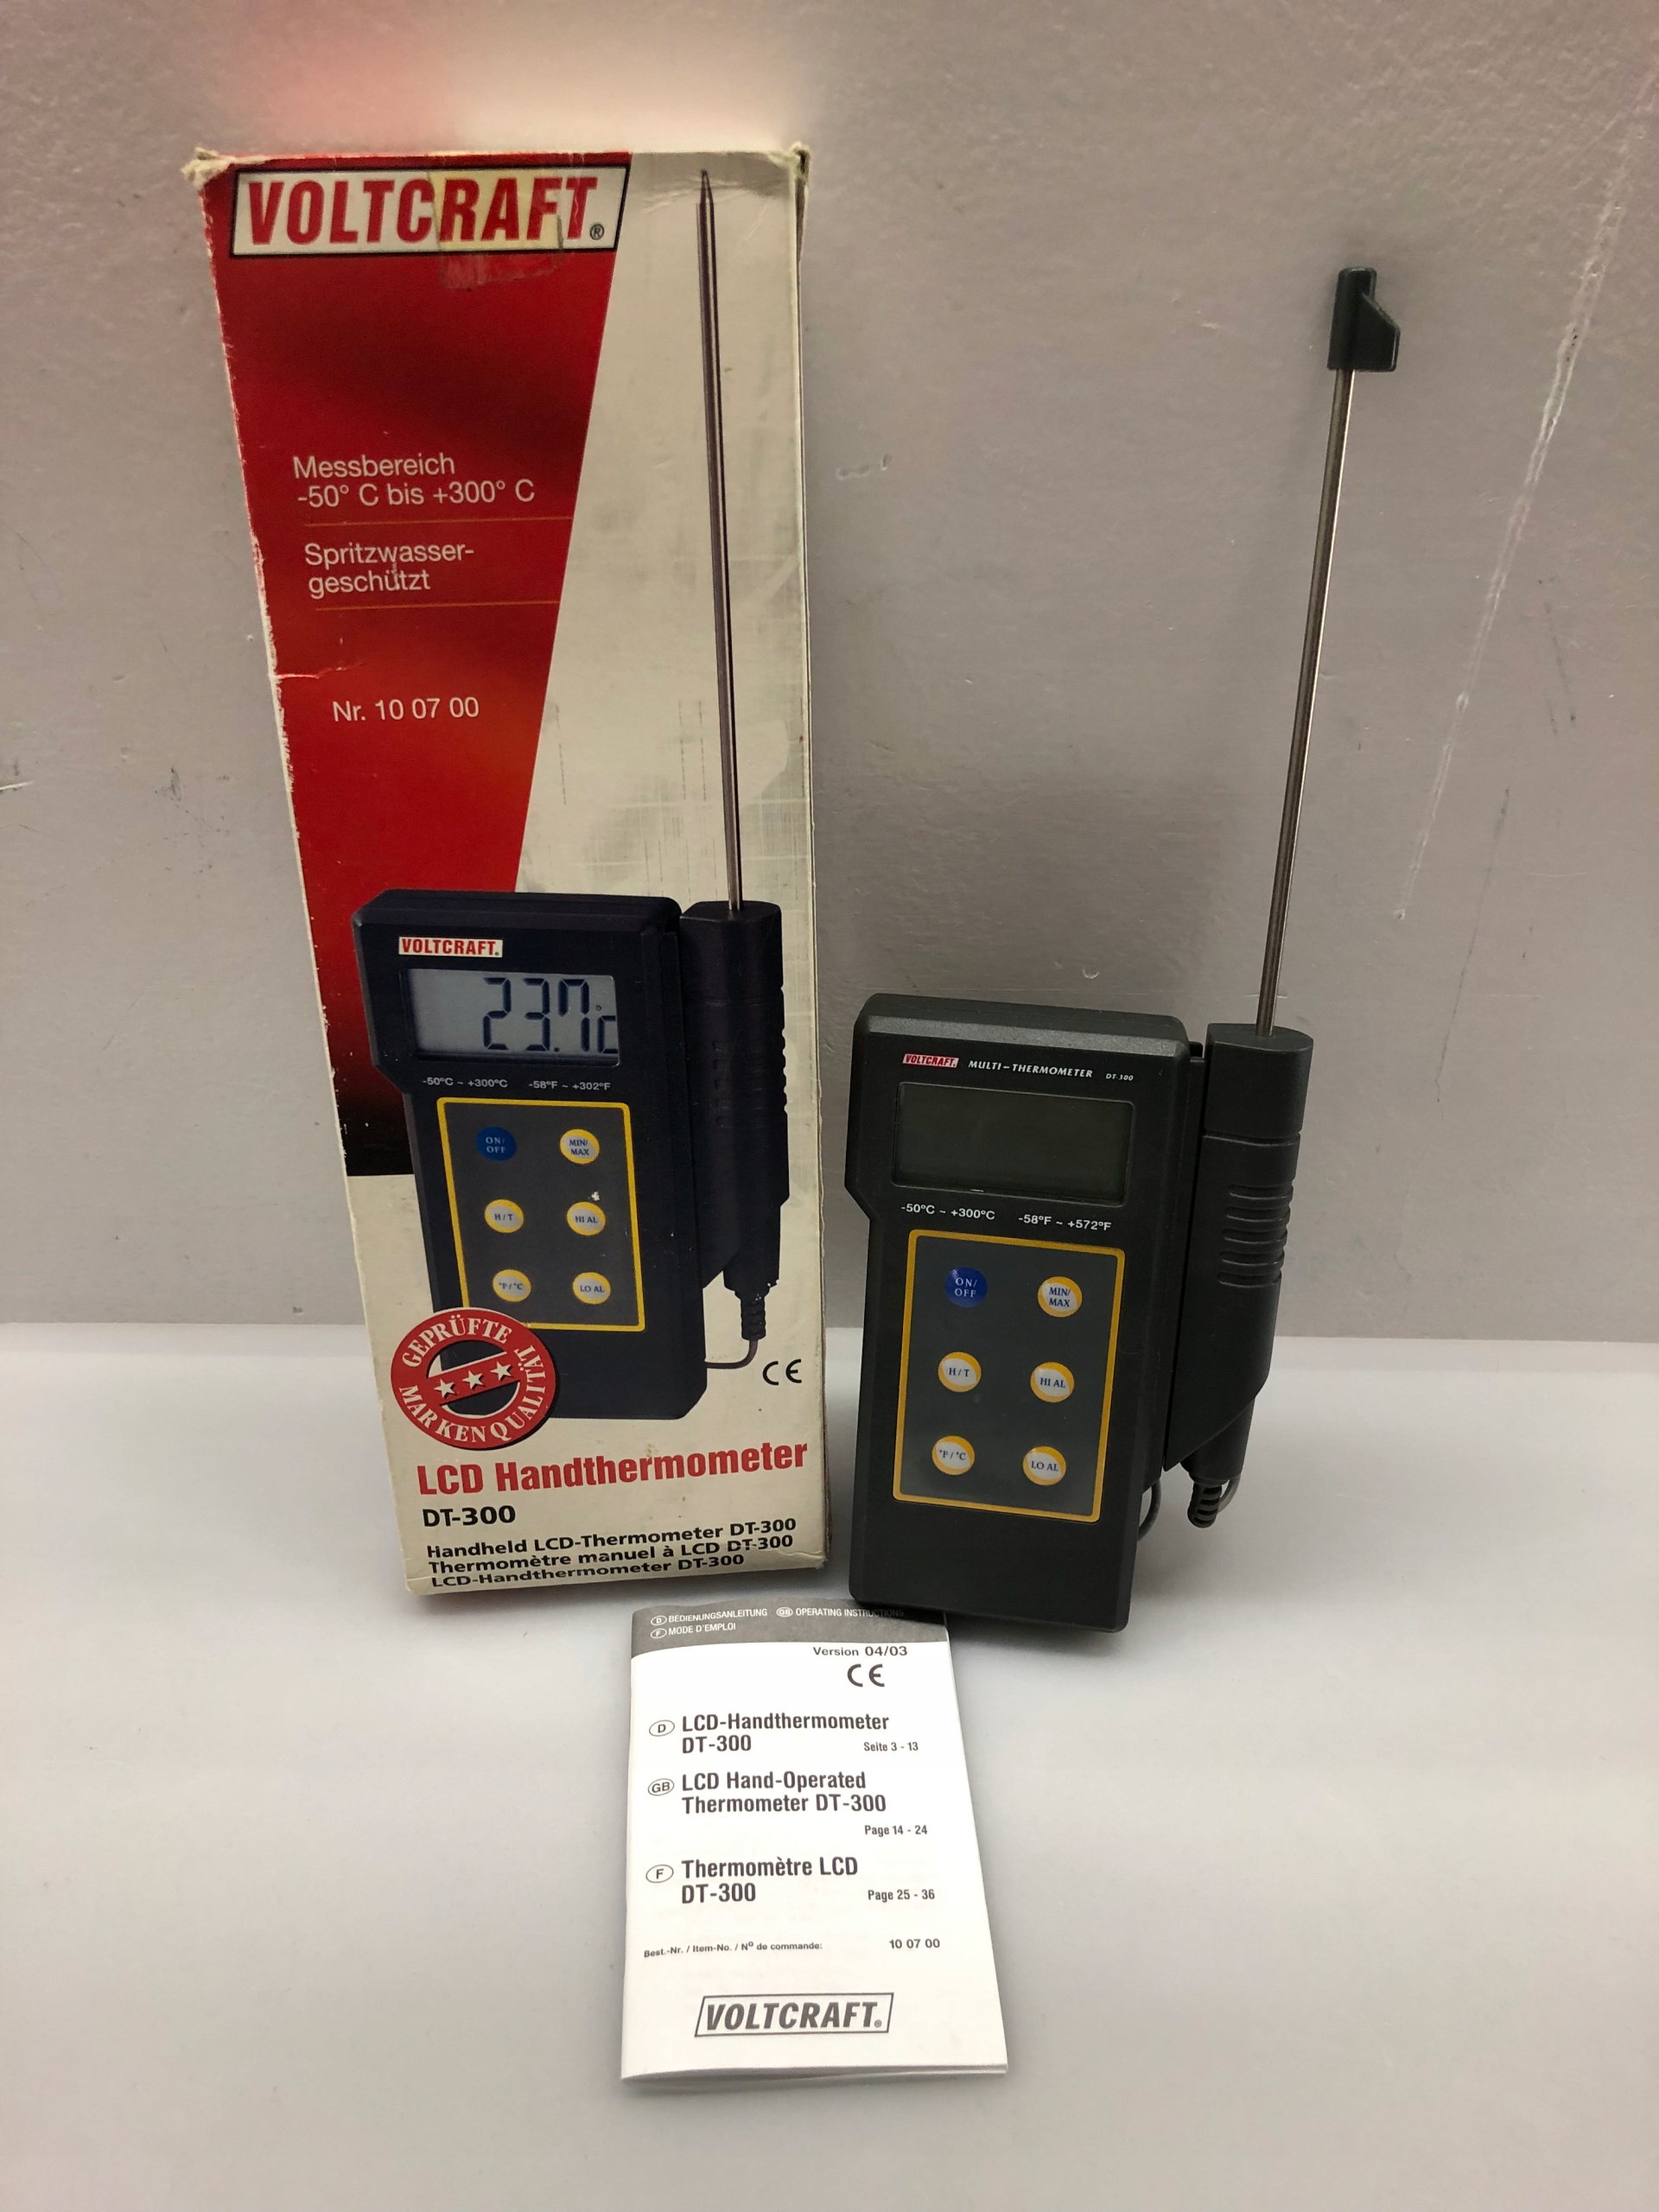 VOLTCRAFT®
Messbereich
-50° C bis +300° C
Spritzwasser-
geschützt
Nr. 10 07 00
VOLTCRAFT®
23.7°C
-50°C ~ +300°C -58°F ~ +302°F
ON/
OFF
MIN/
MAX
H/T
HI AL
°F/°C
LO AL
GEPRÜFTE
MARKENQUALITÄT
CE
LCD Handthermometer
DT-300
Handheld LCD-Thermometer DT-300
Thermomètre manuel à LCD DT-300
LCD-Handthermometer DT-300
VOLTCRAFT® MULTI-THERMOMETER DT-300
-50°C ~ +300°C -58°F ~ +572°F
ON/
OFF
MIN/
MAX
H/T
HI AL
°F/°C
LO AL
D BEDIENUNGSANLEITUNG GB OPERATING INSTRUCTIONS
F MODE D'EMPLOI
Version 04/03
CE
D LCD-Handthermometer
DT-300 Seite 3 - 13
GB LCD Hand-Operated
Thermometer DT-300
Page 14 - 24
F Thermomètre LCD
DT-300 Page 25 - 36
Best.-Nr. / Item-No. / N° de commande: 10 07 00
VOLTCRAFT®